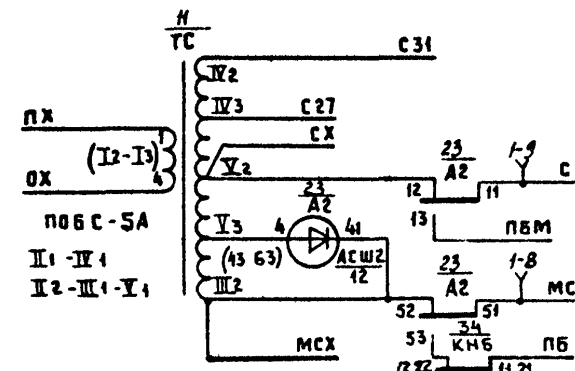 Н
ТС
С31
IV2
IV3
С27
СХ
ПХ
1
(I2-I3)
4
ОХ
V2
23
А2
1-9
С
12
11
13
ПБМ
23
А2
ПОБС-5А
V3
4
41
(43 63)
АСШ2
12
II1 -IV1
II2-III1-V1
III2
23
А2
1-8
МС
52
51
53
34
КНБ
ПБ
МСХ